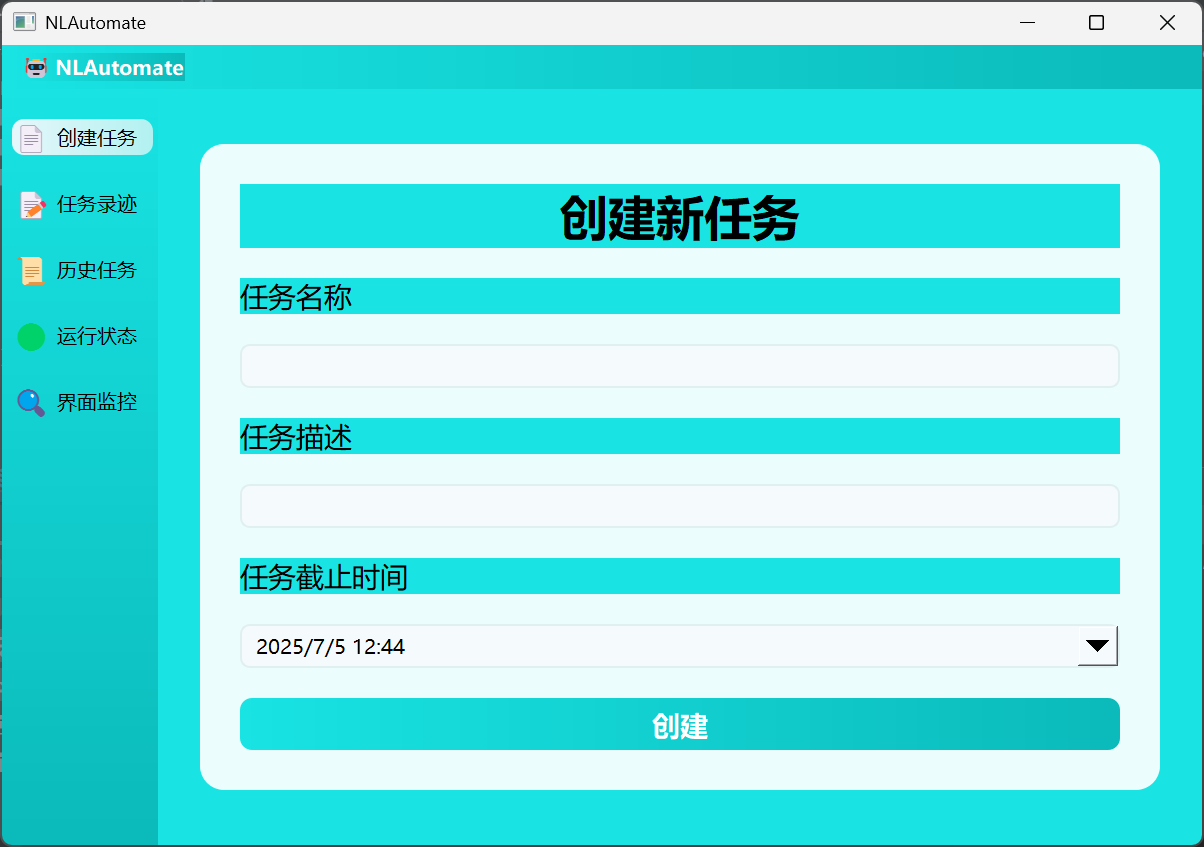 NLAutomate
NLAutomate
创建任务
任务录迹
历史任务
运行状态
界面监控
创建新任务
任务名称
任务描述
任务截止时间
2025/7/5 12:44
创建